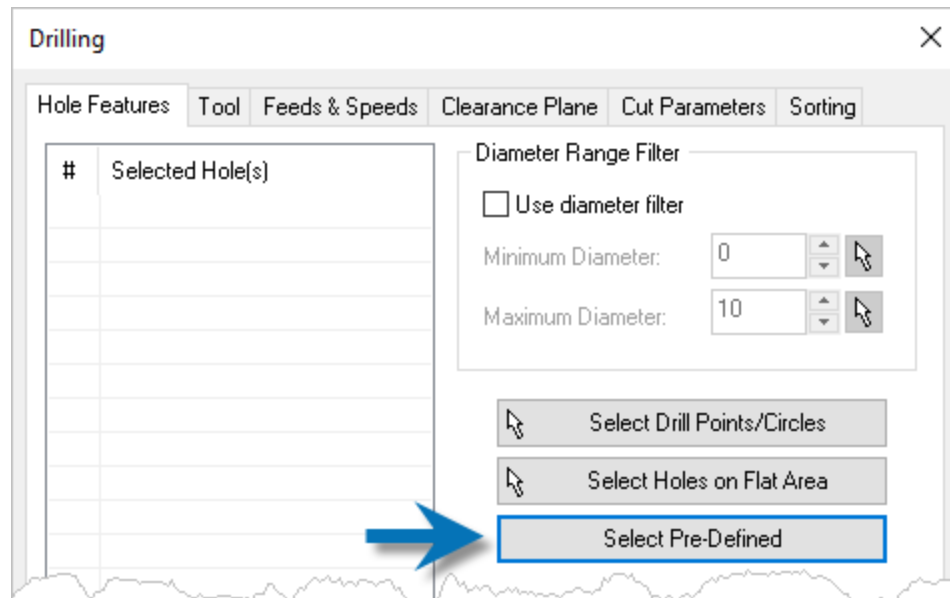 Drilling
Hole Features Tool Feeds & Speeds Clearance Plane Cut Parameters Sorting
# Selected Hole(s)
Diameter Range Filter
Use diameter filter
Minimum Diameter: 0
Maximum Diameter: 10
Select Drill Points/Circles
Select Holes on Flat Area
Select Pre-Defined